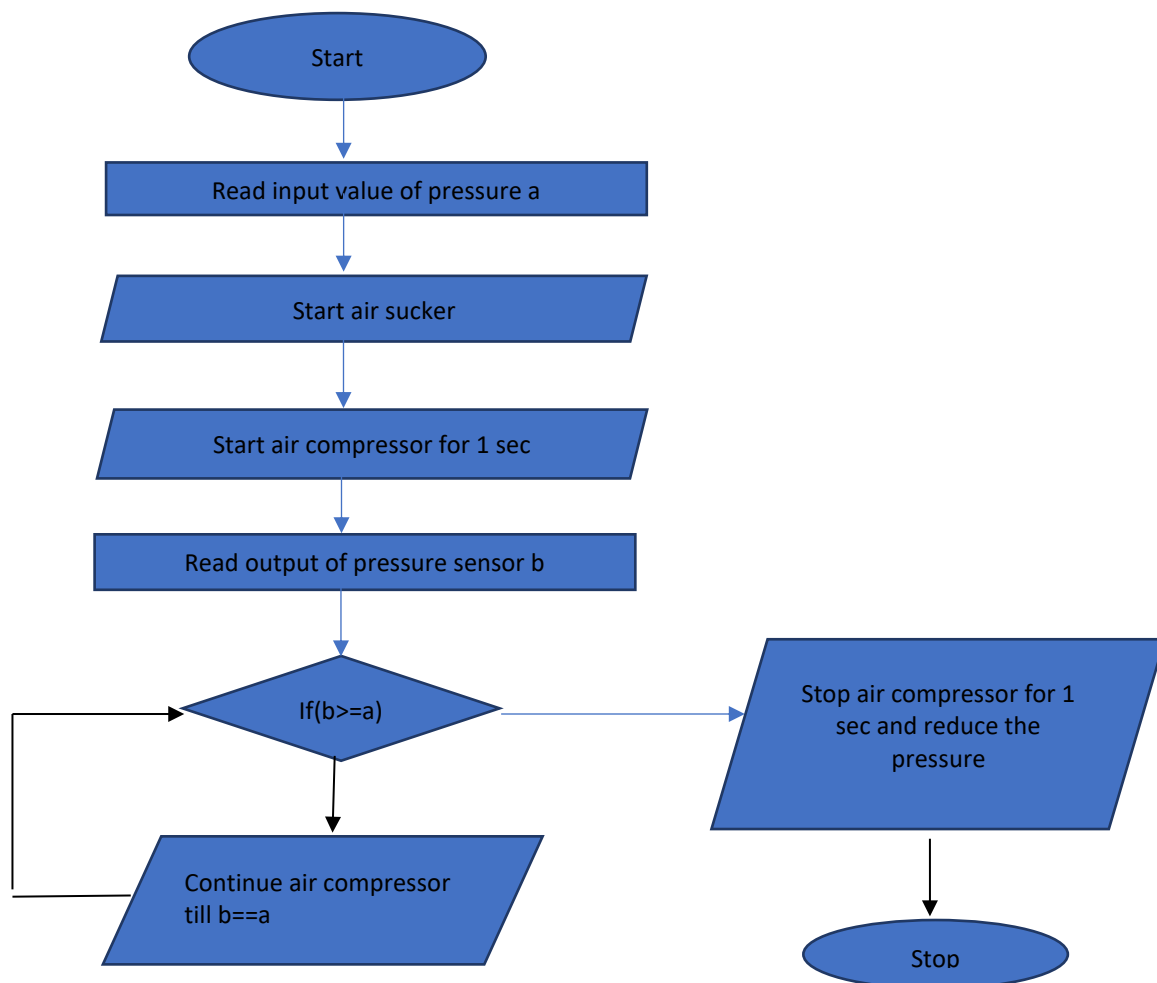 Start
Read input value of pressure a
Start air sucker
Start air compressor for 1 sec
Read output of pressure sensor b
If(b>=a)
Stop air compressor for 1
sec and reduce the
pressure
Continue air compressor
till b==a
Stop